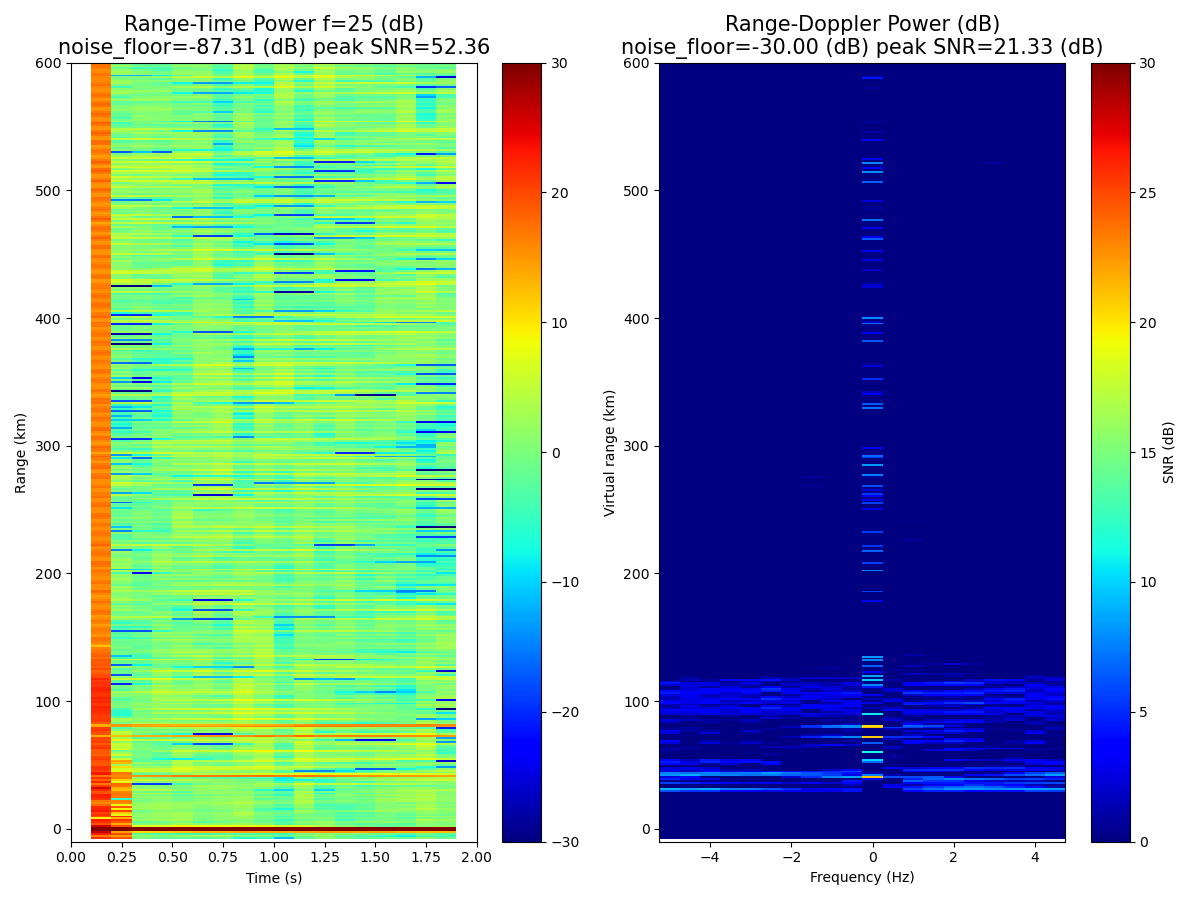 Range-Time Power f=25 (dB)
noise_floor=-87.31 (dB) peak SNR=52.36
600
500
400
300
200
100
0
Range (km)
0.00 0.25 0.50 0.75 1.00 1.25 1.50 1.75 2.00
Time (s)
30
20
10
0
−10
−20
−30
Range-Doppler Power (dB)
noise_floor=-30.00 (dB) peak SNR=21.33 (dB)
600
500
400
300
200
100
0
Virtual range (km)
−4 −2 0 2 4
Frequency (Hz)
30
25
20
15
10
5
0
SNR (dB)